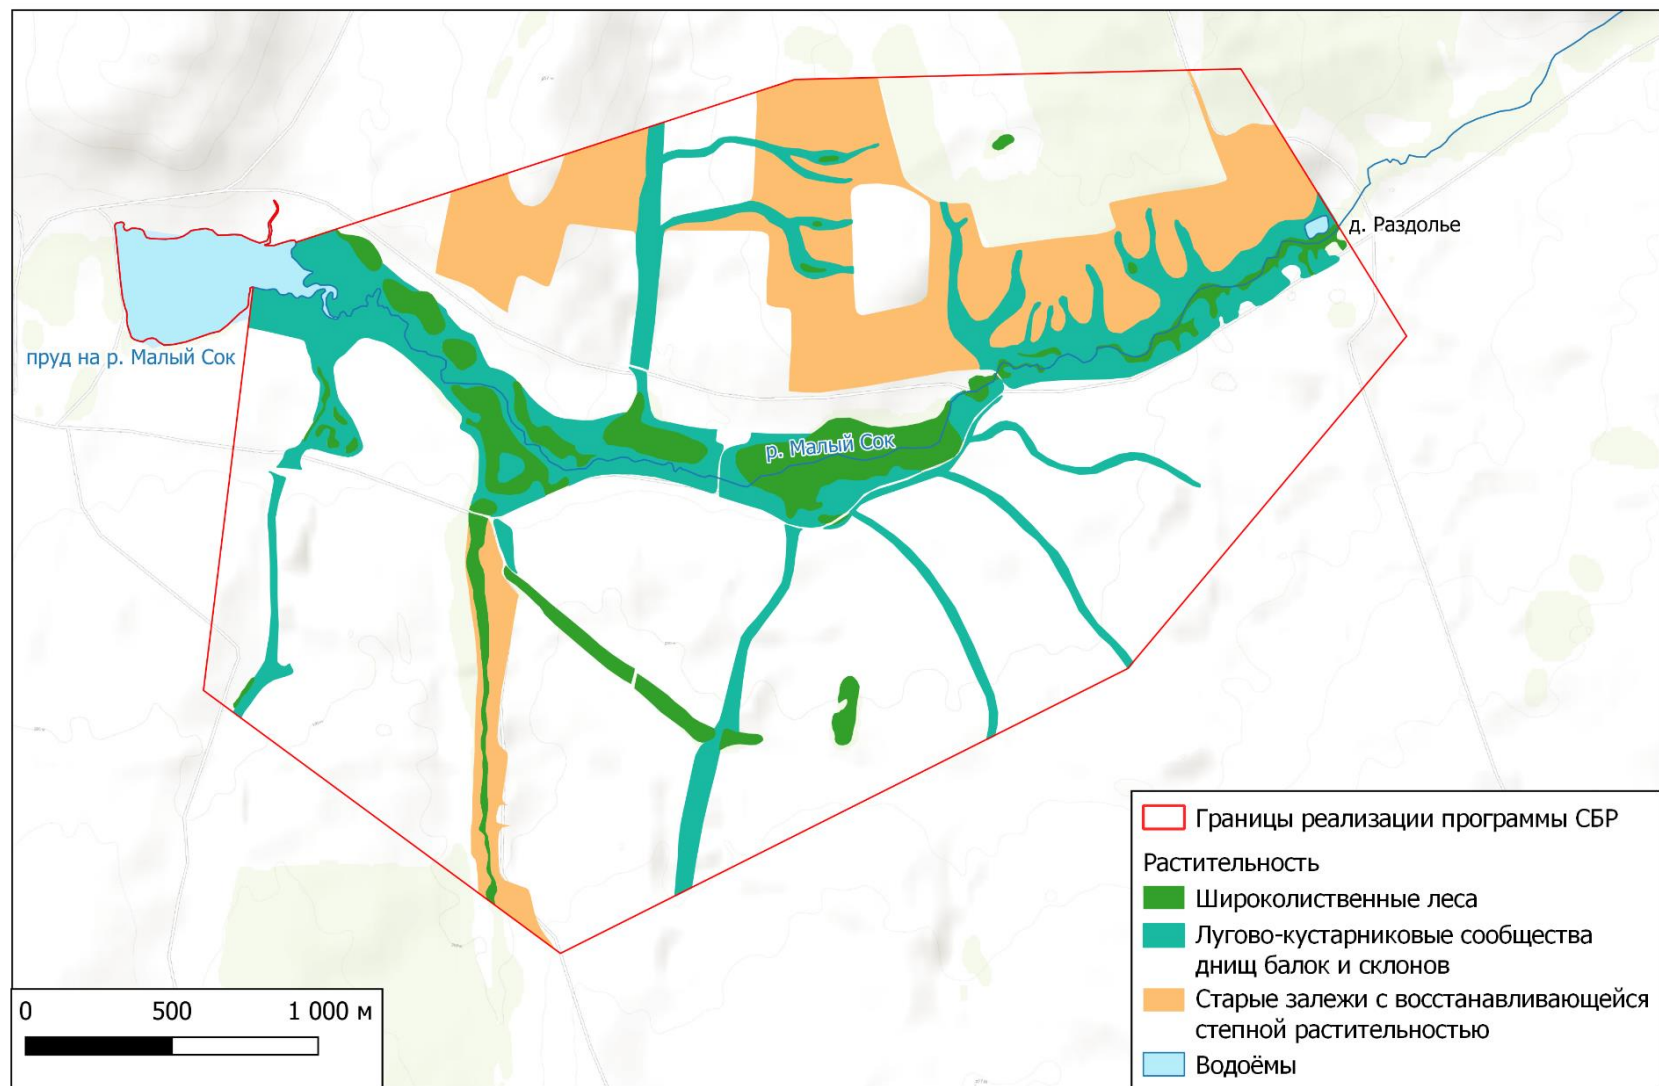 д. Раздолье
пруд на р. Малый Сок
р. Малый Сок
Границы реализации программы СБР
Растительность
Широколиственные леса
Лугово-кустарниковые сообщества
днищ балок и склонов
Старые залежи с восстанавливающейся
степной растительностью
Водоёмы
0 500 1 000 м